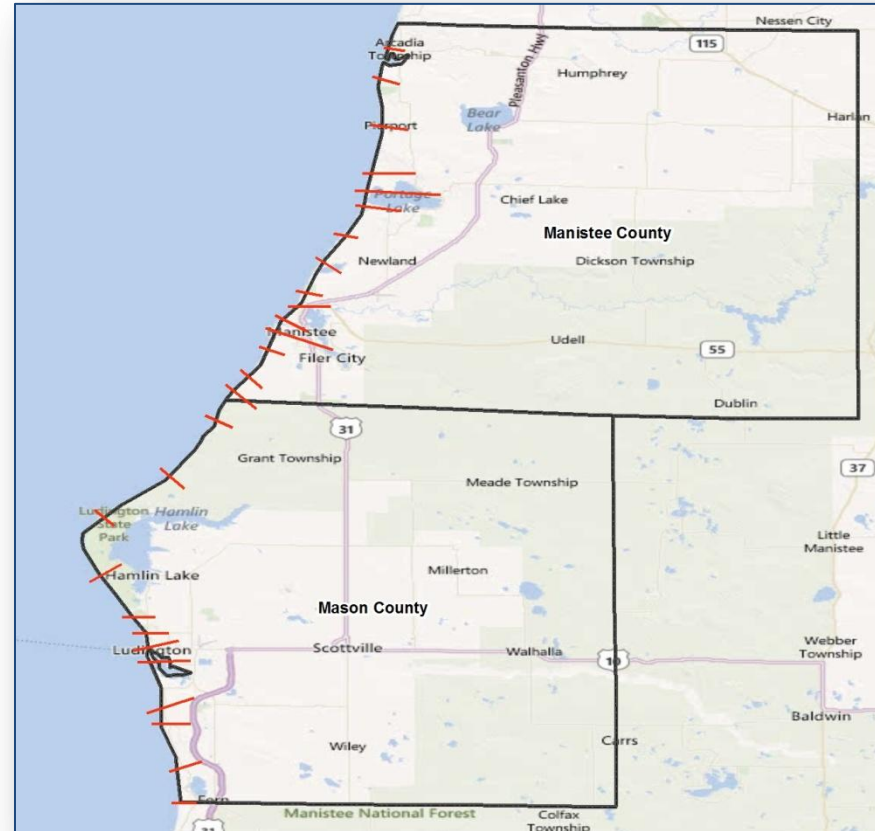 Nessen City
Arcadia
Township
115
Humphrey
Pleasanton Hwy
Bear
Lake
Harlan
Pierport
Portage
Lake
Chief Lake
Manistee County
Newland
Dickson Township
Manistee
Udell
55
Filer City
Dublin
31
Grant Township
37
Meade Township
Ludington
State
Park
Hamlin
Lake
Little
Manistee
Hamlin Lake
Millerton
Mason County
Ludington
Scottville
Walhalla
10
Webber
Township
Baldwin
Carrs
Wiley
Fern
Manistee National Forest
Colfax
Township
31